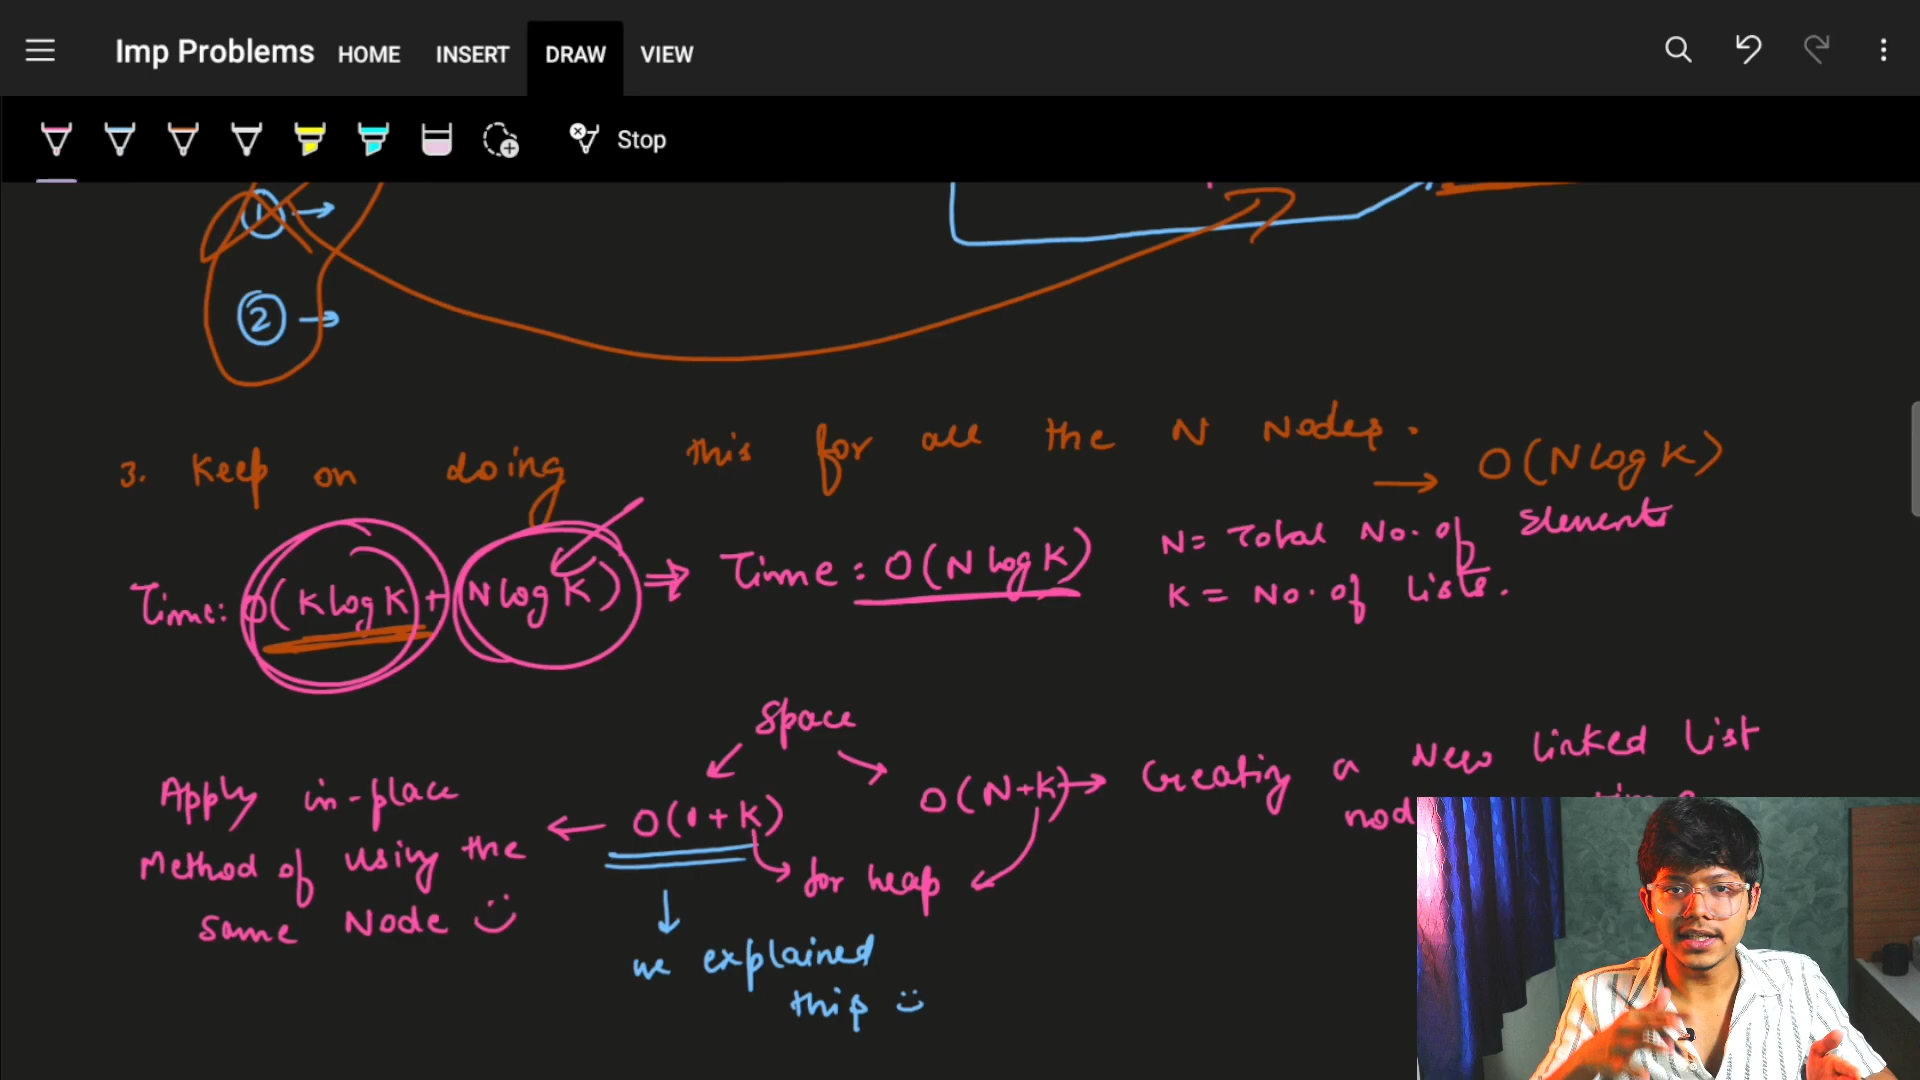 Imp Problems HOME INSERT DRAW VIEW
Stop
1
2
3. Keep on doing this for all the N Nodes. → O(N log K)
Time: O(K log K + N log K) ⇒ Time: O(N log K)
N = Total No. of Elements
K = No. of Lists.
Space
Apply in-place
Method of using the
same Node
← O(1 + K)
for heap
we explained
this
O(N+K) → Creating a New linked list